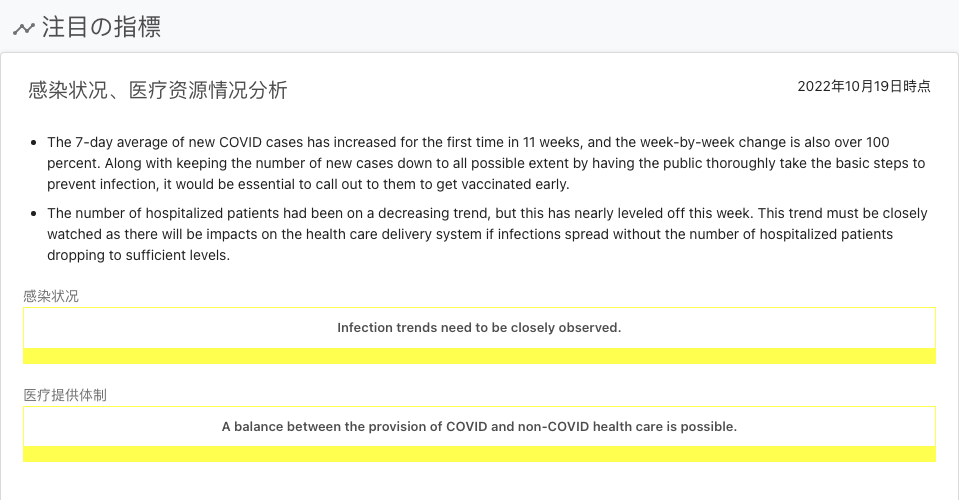 注目の指標
感染状况、医疗资源情况分析
2022年10月19日時点
The 7-day average of new COVID cases has increased for the first time in 11 weeks, and the week-by-week change is also over 100
percent. Along with keeping the number of new cases down to all possible extent by having the public thoroughly take the basic steps to
prevent infection, it would be essential to call out to them to get vaccinated early.
The number of hospitalized patients had been on a decreasing trend, but this has nearly leveled off this week. This trend must be closely
watched as there will be impacts on the health care delivery system if infections spread without the number of hospitalized patients
dropping to sufficient levels.
感染状况
Infection trends need to be closely observed.
医疗提供体制
A balance between the provision of COVID and non-COVID health care is possible.